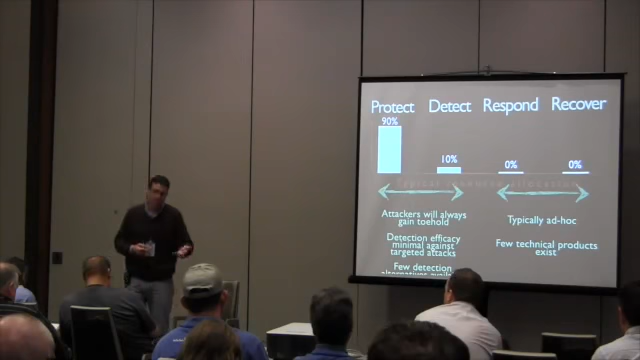 Protect Detect Respond Recover
90%
10%
0%
0%
Attackers will always
gain toehold
Typically ad-hoc
Detection efficacy
minimal against
targeted attacks
Few technical products
exist
Few detection